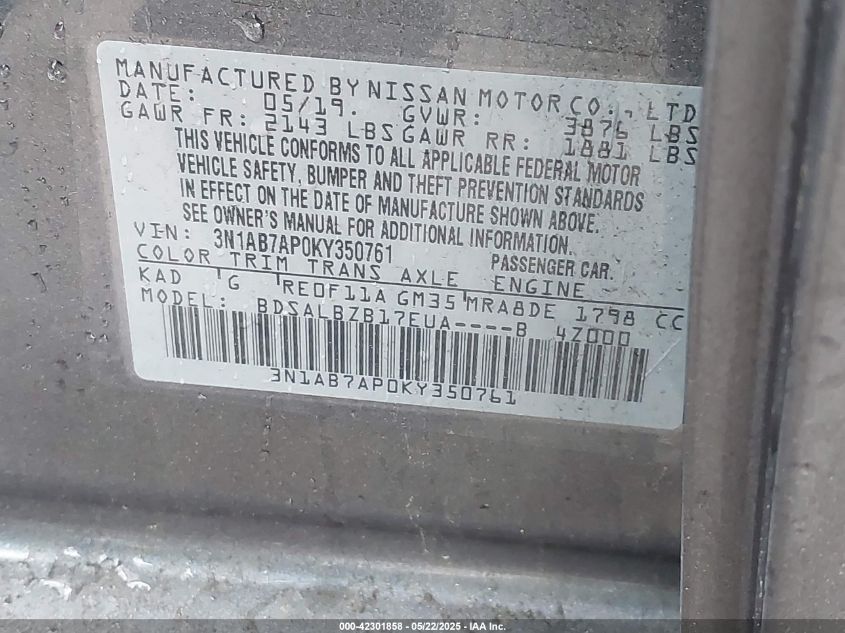 MANUFACTURED BY NISSAN MOTOR CO., LTD
DATE: 05/19. GVWR: 3876 LBS
GAWR FR: 2143 LBS GAWR RR: 1881 LBS
THIS VEHICLE CONFORMS TO ALL APPLICABLE FEDERAL MOTOR
VEHICLE SAFETY, BUMPER AND THEFT PREVENTION STANDARDS
IN EFFECT ON THE DATE OF MANUFACTURE SHOWN ABOVE.
SEE OWNER'S MANUAL FOR ADDITIONAL INFORMATION.
VIN: 3N1AB7AP0KY350761 PASSENGER CAR.
COLOR TRIM TRANS AXLE ENGINE
KAD G RE0F11A GM35 MRA8DE 1798 CC
MODEL: BDSALBZB17EUA----B 4Z000
3N1AB7AP0KY350761
000-42301858 - 05/22/2025 - IAA Inc.